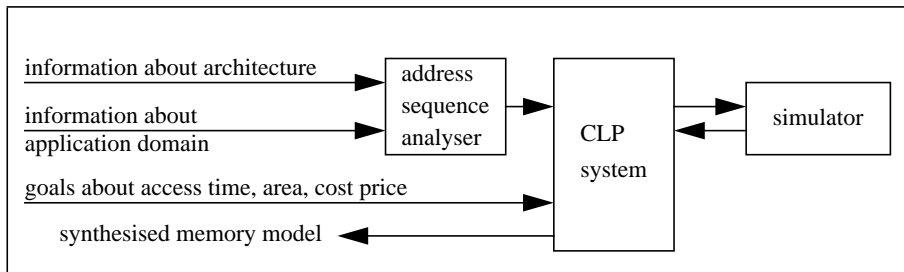 information about architecture
information about
application domain
goals about access time, area, cost price
synthesised memory model
address
sequence
analyser
CLP
system
simulator